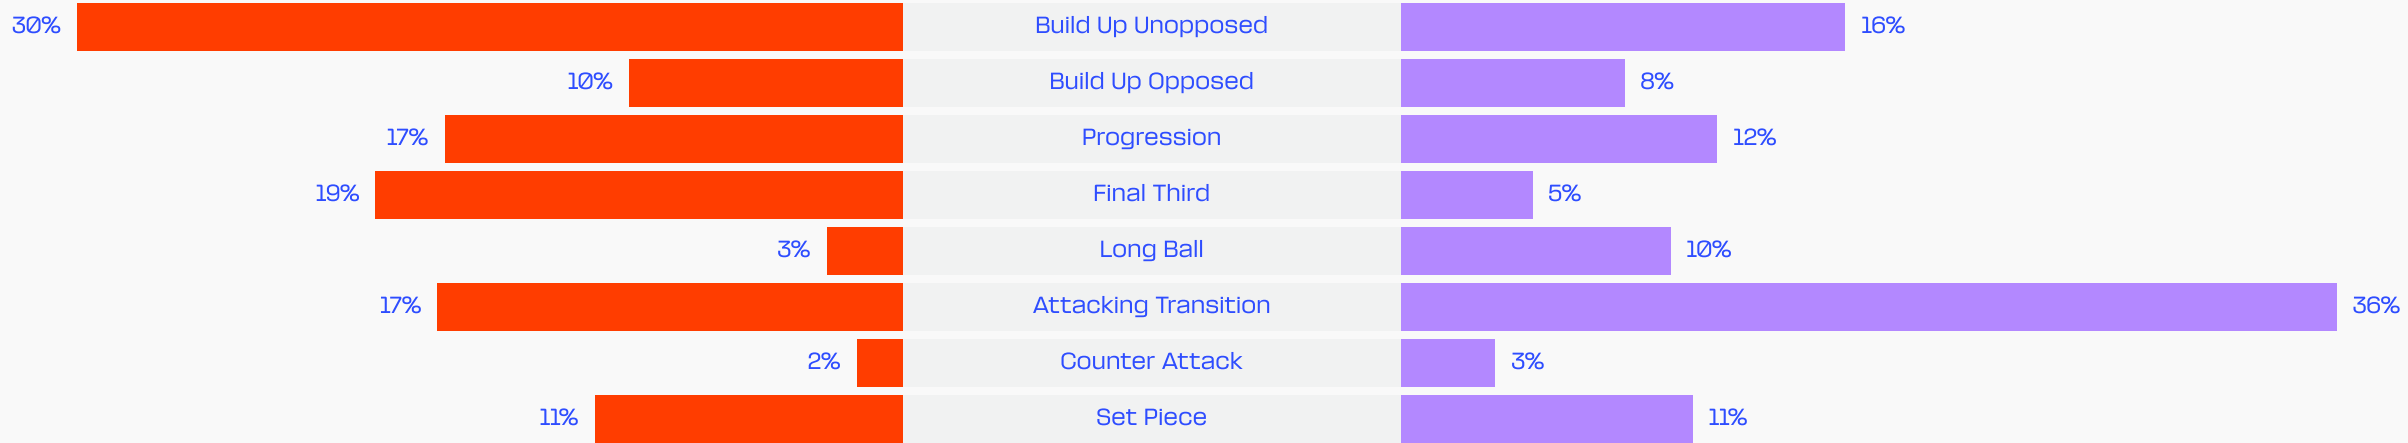 30% Build Up Unopposed 16%
10% Build Up Opposed 8%
17% Progression 12%
19% Final Third 5%
3% Long Ball 10%
17% Attacking Transition 36%
2% Counter Attack 3%
11% Set Piece 11%